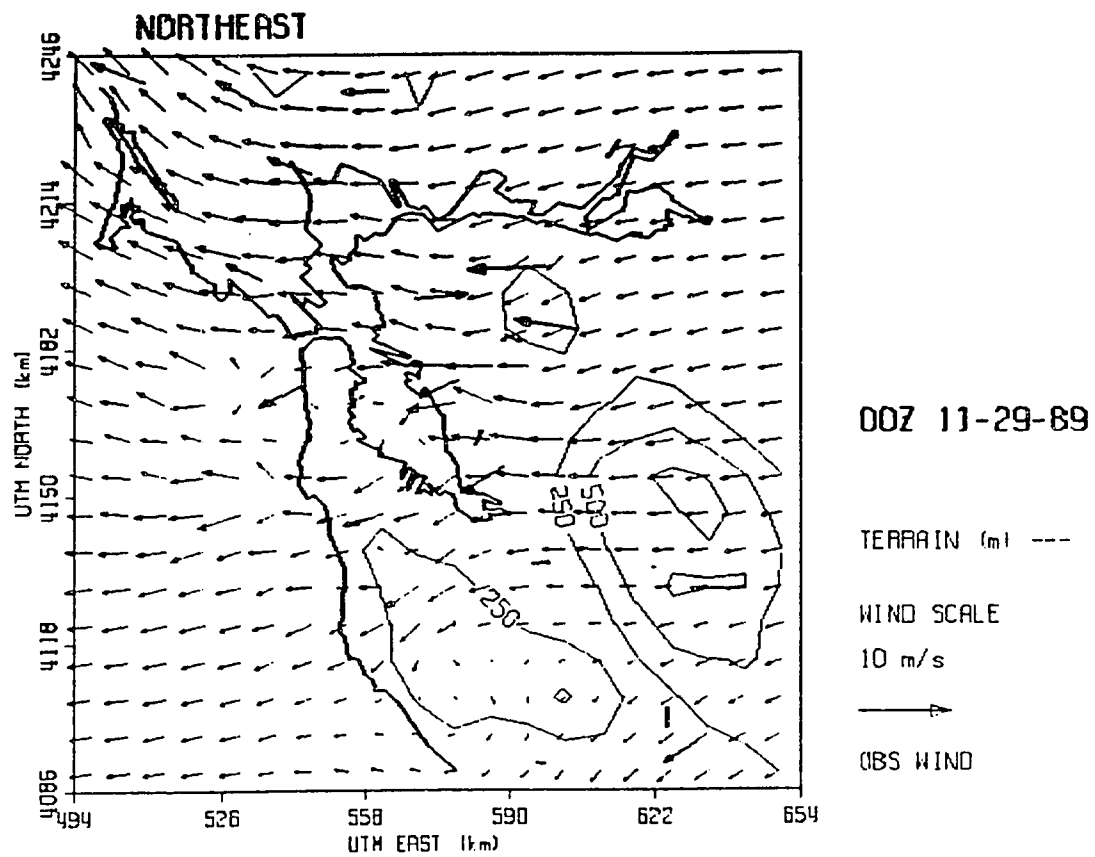 NORTHEAST
4246
4214
4182
4150
4118
4086
UTM NORTH (km)
494
526
558
590
622
654
UTM EAST (km)
250
500
250
00Z 11-29-89
TERRAIN (m) ---
WIND SCALE
10 m/s
OBS WIND